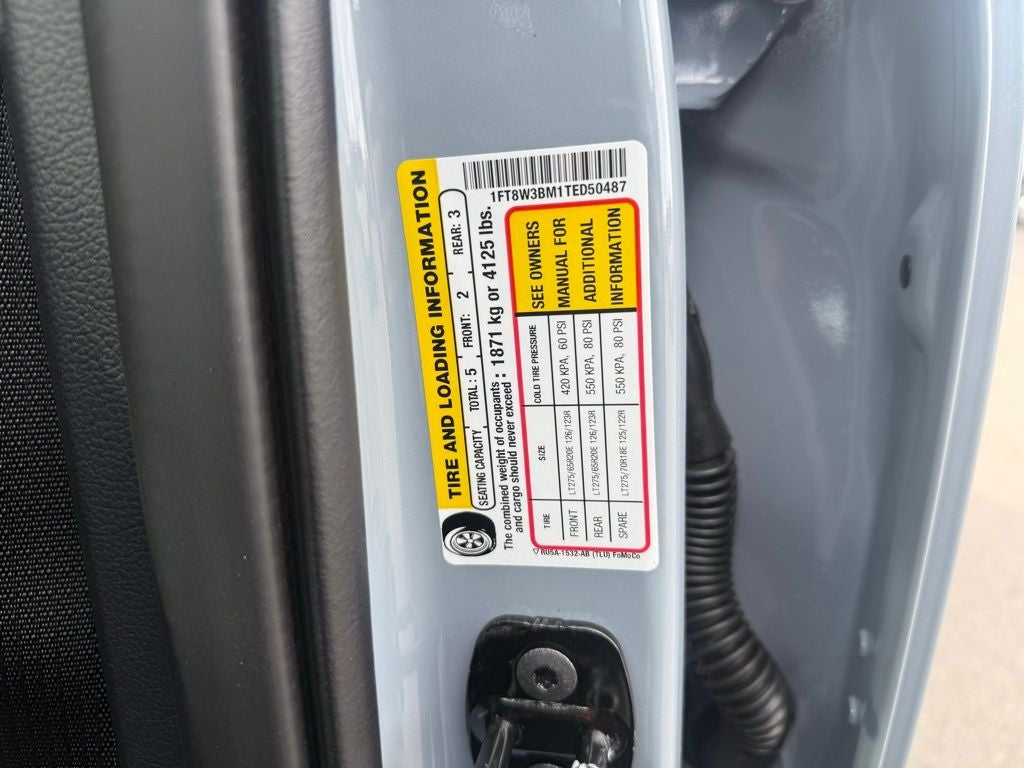 1FT8W3BM1TED50487
TIRE AND LOADING INFORMATION
SEATING CAPACITY TOTAL : 5 FRONT: 2 REAR: 3
The combined weight of occupants : 1871 kg or 4125 lbs.
and cargo should never exceed
TIRE SIZE COLD TIRE PRESSURE SEE OWNERS
FRONT LT275/65R20E 126/123R 420 KPA, 60 PSI MANUAL FOR
REAR LT275/65R20E 126/123R 550 KPA, 80 PSI ADDITIONAL
SPARE LT275/70R18E 125/122R 550 KPA, 80 PSI INFORMATION
RU5A-1532-AB (TLU) FoMoCo